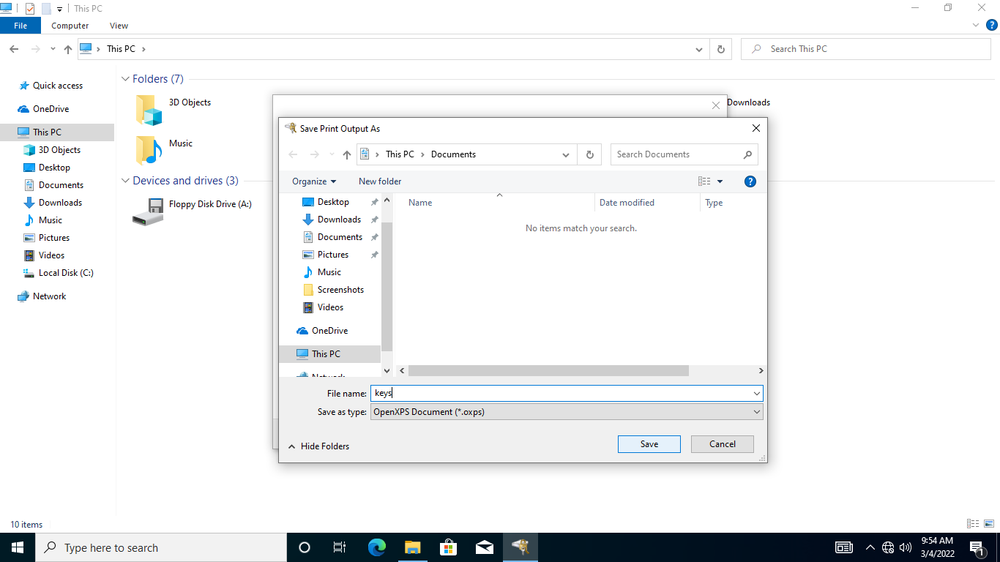 This PC
File
Computer
View
This PC
Search This PC
Quick access
OneDrive
This PC
3D Objects
Desktop
Documents
Downloads
Music
Pictures
Videos
Local Disk (C:)
Network
Folders (7)
3D Objects
Music
Downloads
Devices and drives (3)
Floppy Disk Drive (A:)
Save Print Output As
This PC
Documents
Search Documents
Organize
New folder
Desktop
Downloads
Documents
Pictures
Music
Screenshots
Videos
OneDrive
This PC
Network
Name
Date modified
Type
No items match your search.
File name:
keys
Save as type:
OpenXPS Document (*.oxps)
Hide Folders
Save
Cancel
10 items
Type here to search
9:54 AM
3/4/2022
1